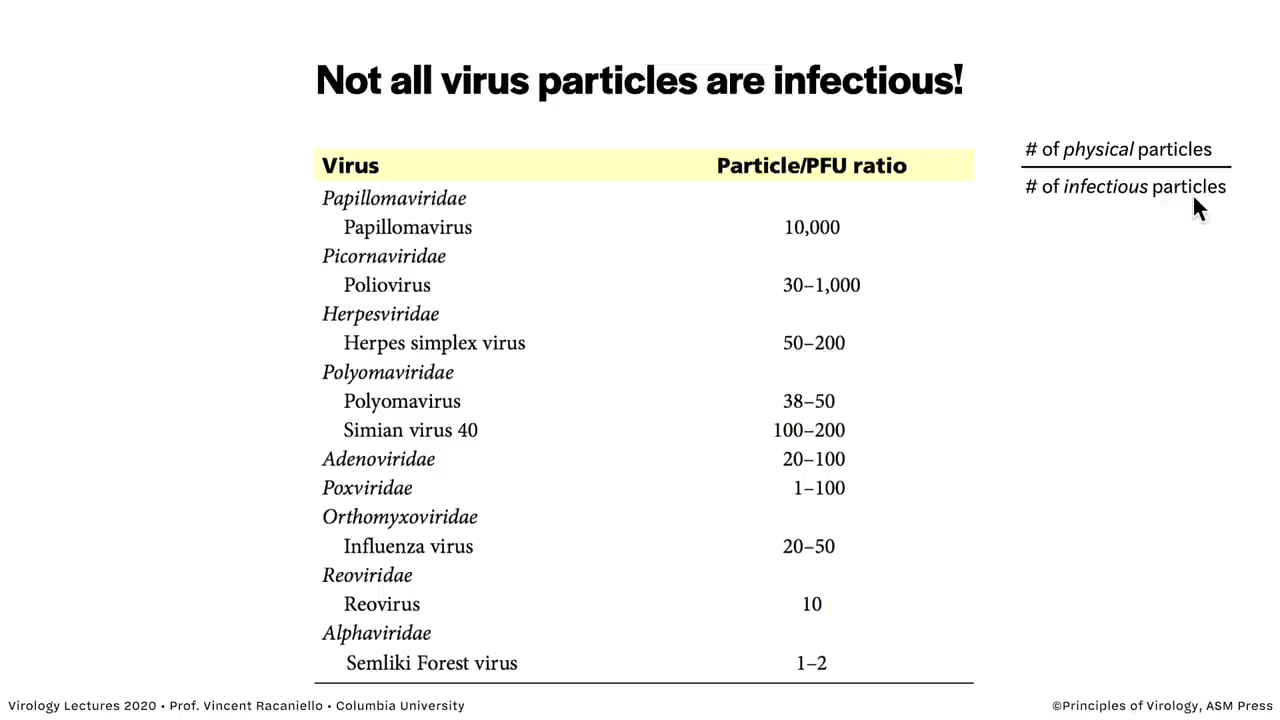 Not all virus particles are infectious!
Virus Particle/PFU ratio
Papillomaviridae
Papillomavirus 10,000
Picornaviridae
Poliovirus 30–1,000
Herpesviridae
Herpes simplex virus 50–200
Polyomaviridae
Polyomavirus 38–50
Simian virus 40 100–200
Adenoviridae 20–100
Poxviridae 1–100
Orthomyxoviridae
Influenza virus 20–50
Reoviridae
Reovirus 10
Alphaviridae
Semliki Forest virus 1–2
# of physical particles
# of infectious particles
Virology Lectures 2020 • Prof. Vincent Racaniello • Columbia University
©Principles of Virology, ASM Press